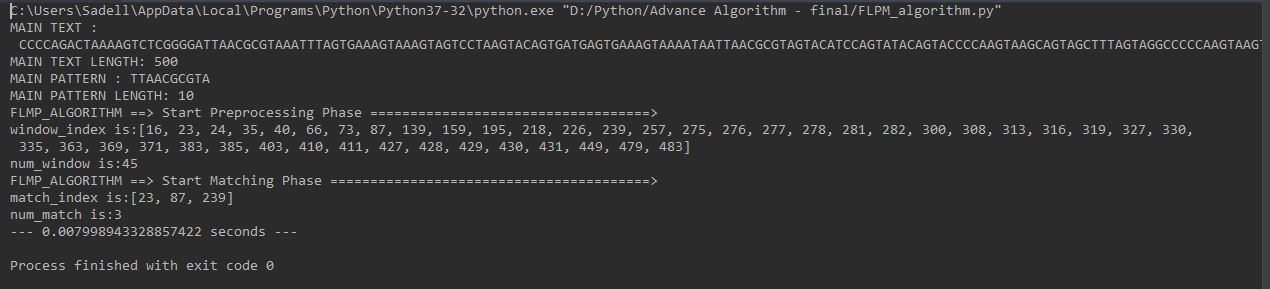 C:\Users\Sadell\AppData\Local\Programs\Python\Python37-32\python.exe "D:/Python/Advance Algorithm - final/FLPM_algorithm.py"
MAIN TEXT :
CCCCAGACTAAAAGTCTCGGGGATTAACGCGTAAATTTAGTGAAAGTAAAGTAGTCCTAAGTACAGTGATGAGTGAAAGTAAAATAATTAACGCGTAGTACATCCAGTATACAGTACCCCAAGTAAGCAGTAGCTTTAGTAGGCCCCCAAGTAAGT
MAIN TEXT LENGTH: 500
MAIN PATTERN : TTAACGCGTA
MAIN PATTERN LENGTH: 10
FLMP_ALGORITHM ==> Start Preprocessing Phase ===================================>
window_index is:[16, 23, 24, 35, 40, 66, 73, 87, 139, 159, 195, 218, 226, 239, 257, 275, 276, 277, 278, 281, 282, 300, 308, 313, 316, 319, 327, 330,
335, 363, 369, 371, 383, 385, 403, 410, 411, 427, 428, 429, 430, 431, 449, 479, 483]
num_window is:45
FLMP_ALGORITHM ==> Start Matching Phase ========================================>
match_index is:[23, 87, 239]
num_match is:3
--- 0.007998943328857422 seconds ---
Process finished with exit code 0